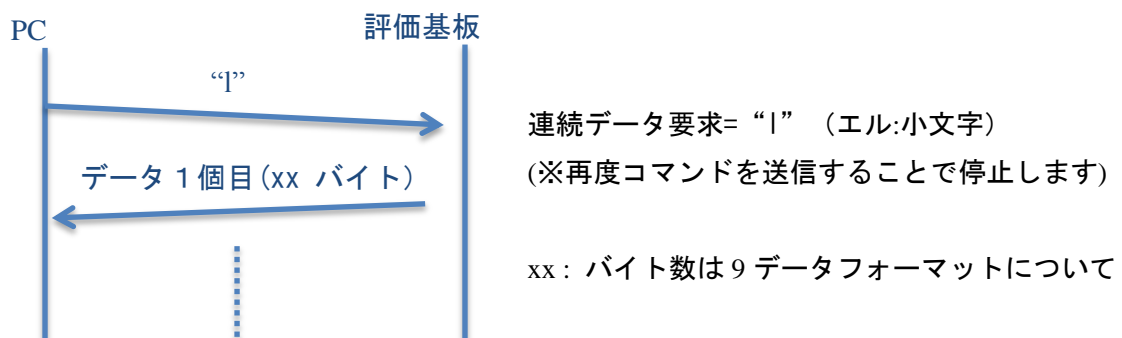 PC
評価基板
“l”
データ１個目(xx バイト)
連続データ要求= “l” （エル:小文字）
(※再度コマンドを送信することで停止します)
xx : バイト数は 9 データフォーマットについて